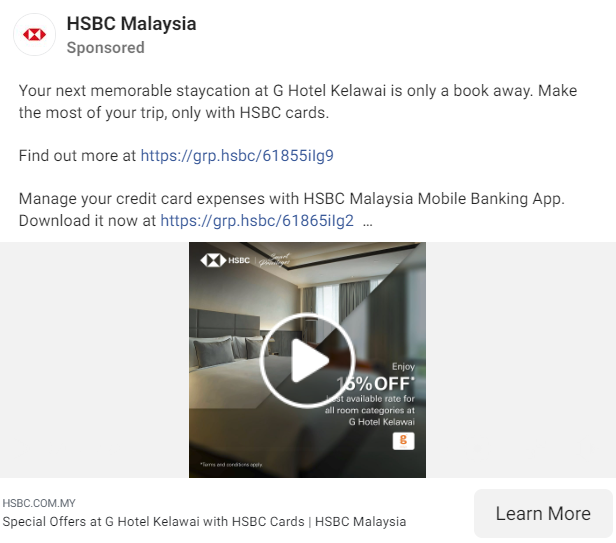 HSBC Malaysia
Sponsored
Your next memorable staycation at G Hotel Kelawai is only a book away. Make
the most of your trip, only with HSBC cards.
Find out more at https://grp.hsbc/61855iIg9
Manage your credit card expenses with HSBC Malaysia Mobile Banking App.
Download it now at https://grp.hsbc/61865iIg2 ...
HSBC | Smart Privileges
Enjoy
15%OFF*
best available rate for
all room categories at
G Hotel Kelawai
g
*Terms and conditions apply.
HSBC.COM.MY
Special Offers at G Hotel Kelawai with HSBC Cards | HSBC Malaysia
Learn More